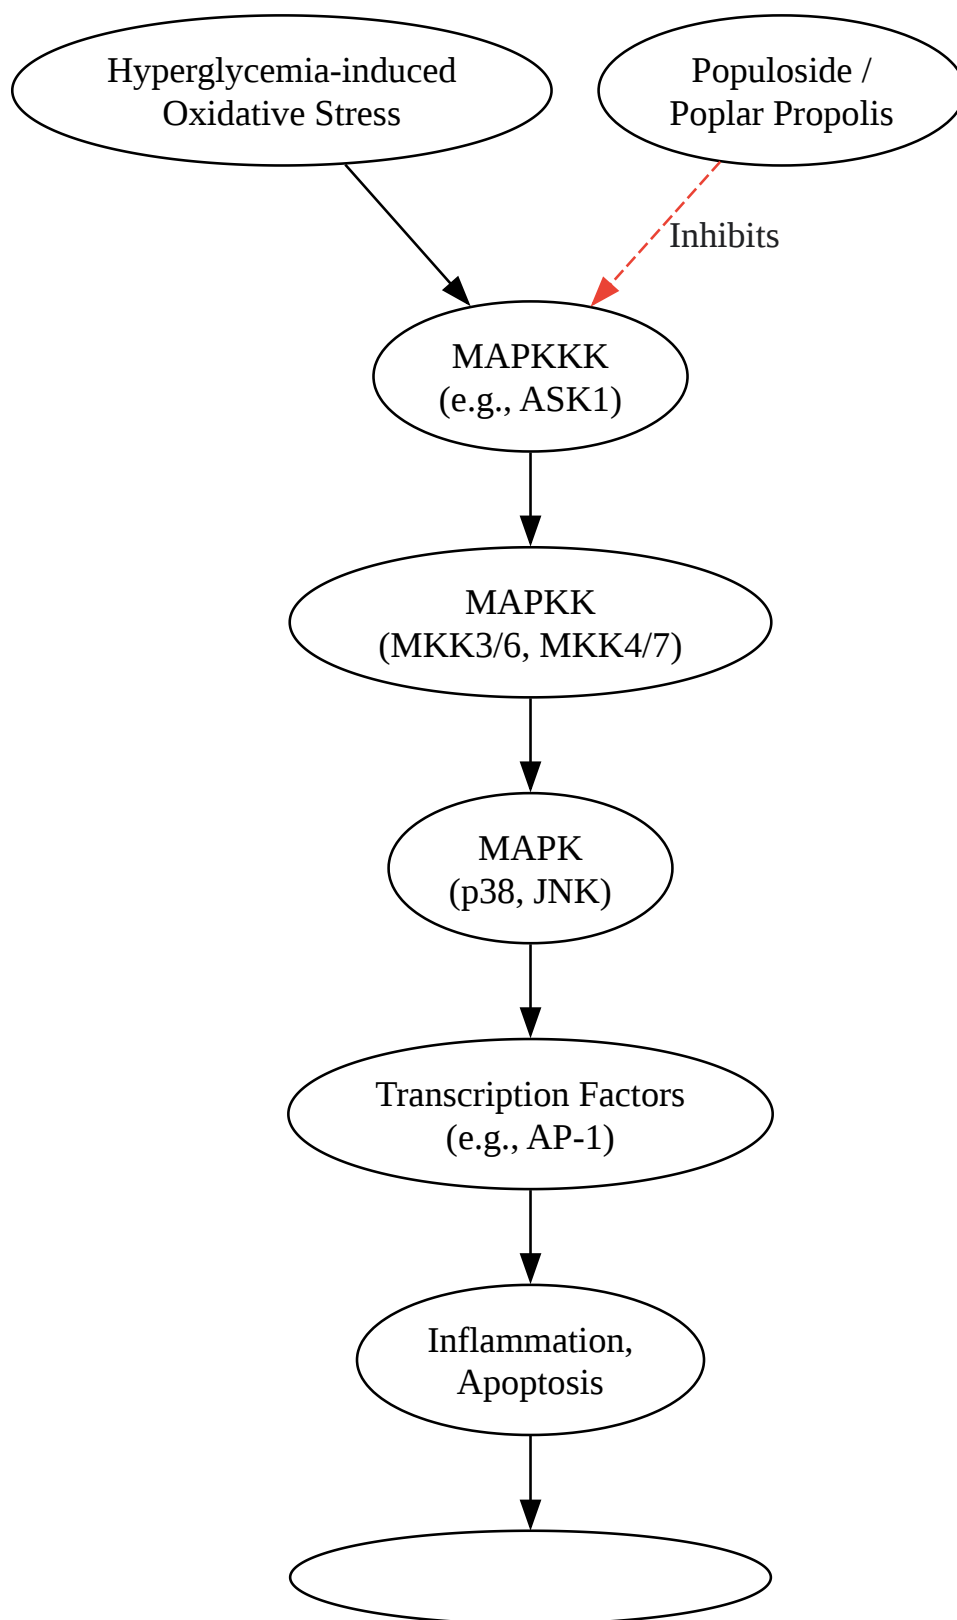 Hyperglycemia-induced
Oxidative Stress
Populoside /
Poplar Propolis
Inhibits
MAPKKK
(e.g., ASK1)
MAPKK
(MKK3/6, MKK4/7)
MAPK
(p38, JNK)
Transcription Factors
(e.g., AP-1)
Inflammation,
Apoptosis